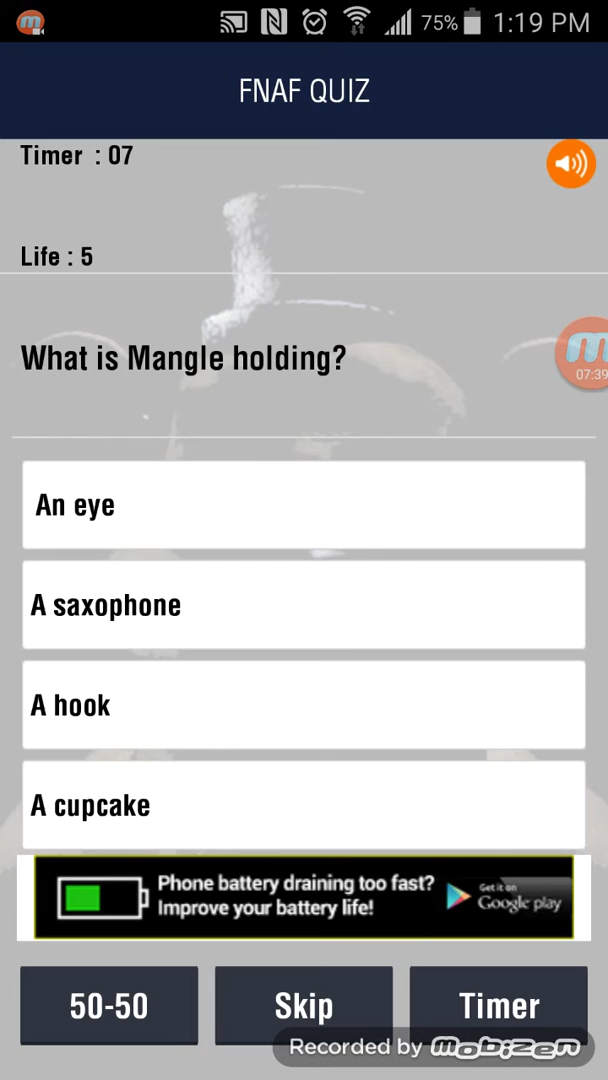 75% 1:19 PM
FNAF QUIZ
Timer : 07
Life : 5
What is Mangle holding?
07:39
An eye
A saxophone
A hook
A cupcake
Phone battery draining too fast?
Improve your battery life!
Get it on
Google play
50-50 Skip Timer
Recorded by mobizen